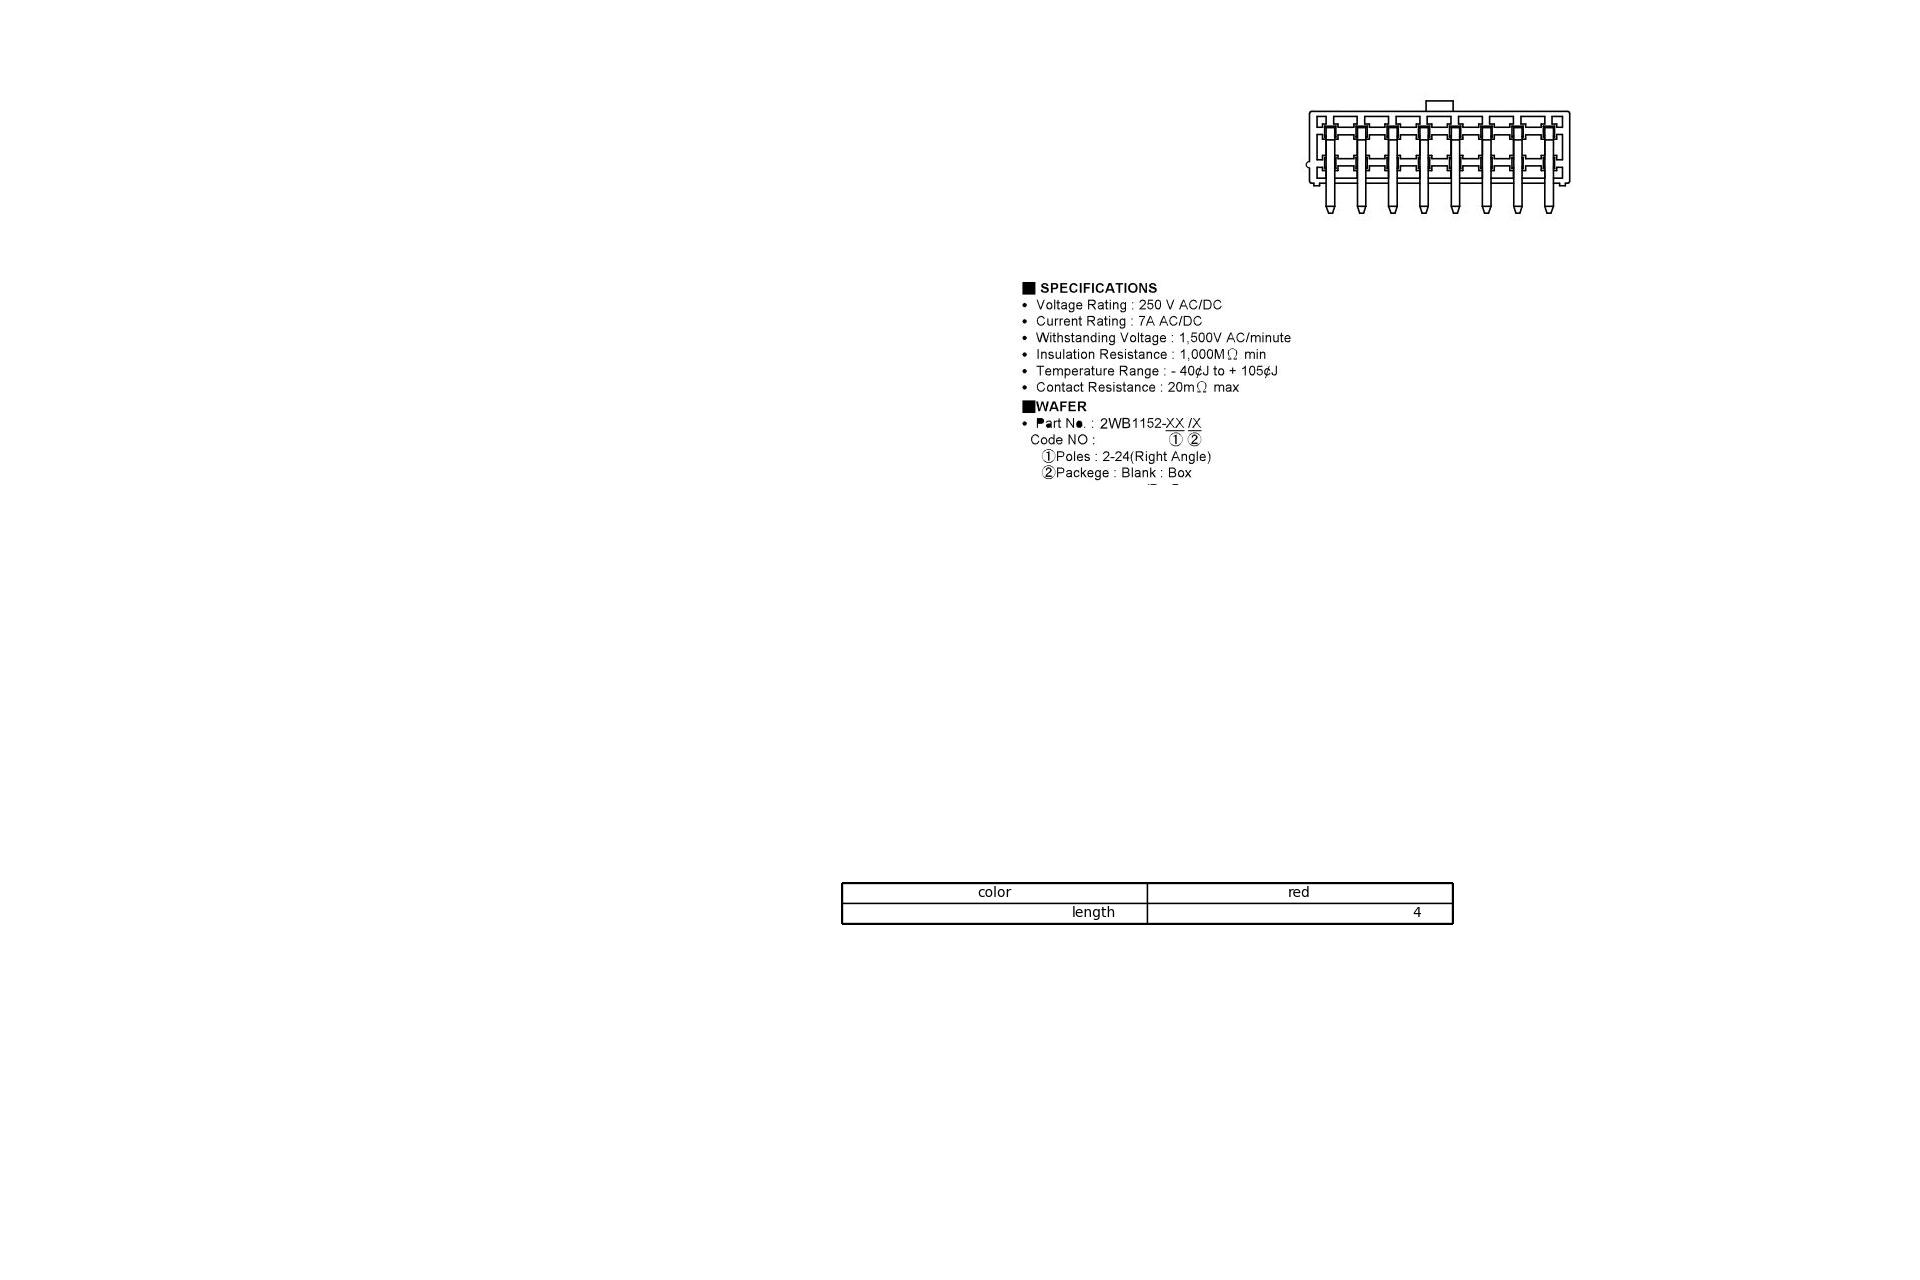 ■ SPECIFICATIONS
• Voltage Rating : 250 V AC/DC
• Current Rating : 7A AC/DC
• Withstanding Voltage : 1,500V AC/minute
• Insulation Resistance : 1,000MΩ min
• Temperature Range : - 40¢J to + 105¢J
• Contact Resistance : 20mΩ max
■WAFER
• Part No. : 2WB1152-XX /X
Code NO : ① ②
①Poles : 2-24(Right Angle)
②Packege : Blank : Box
color red
length 4